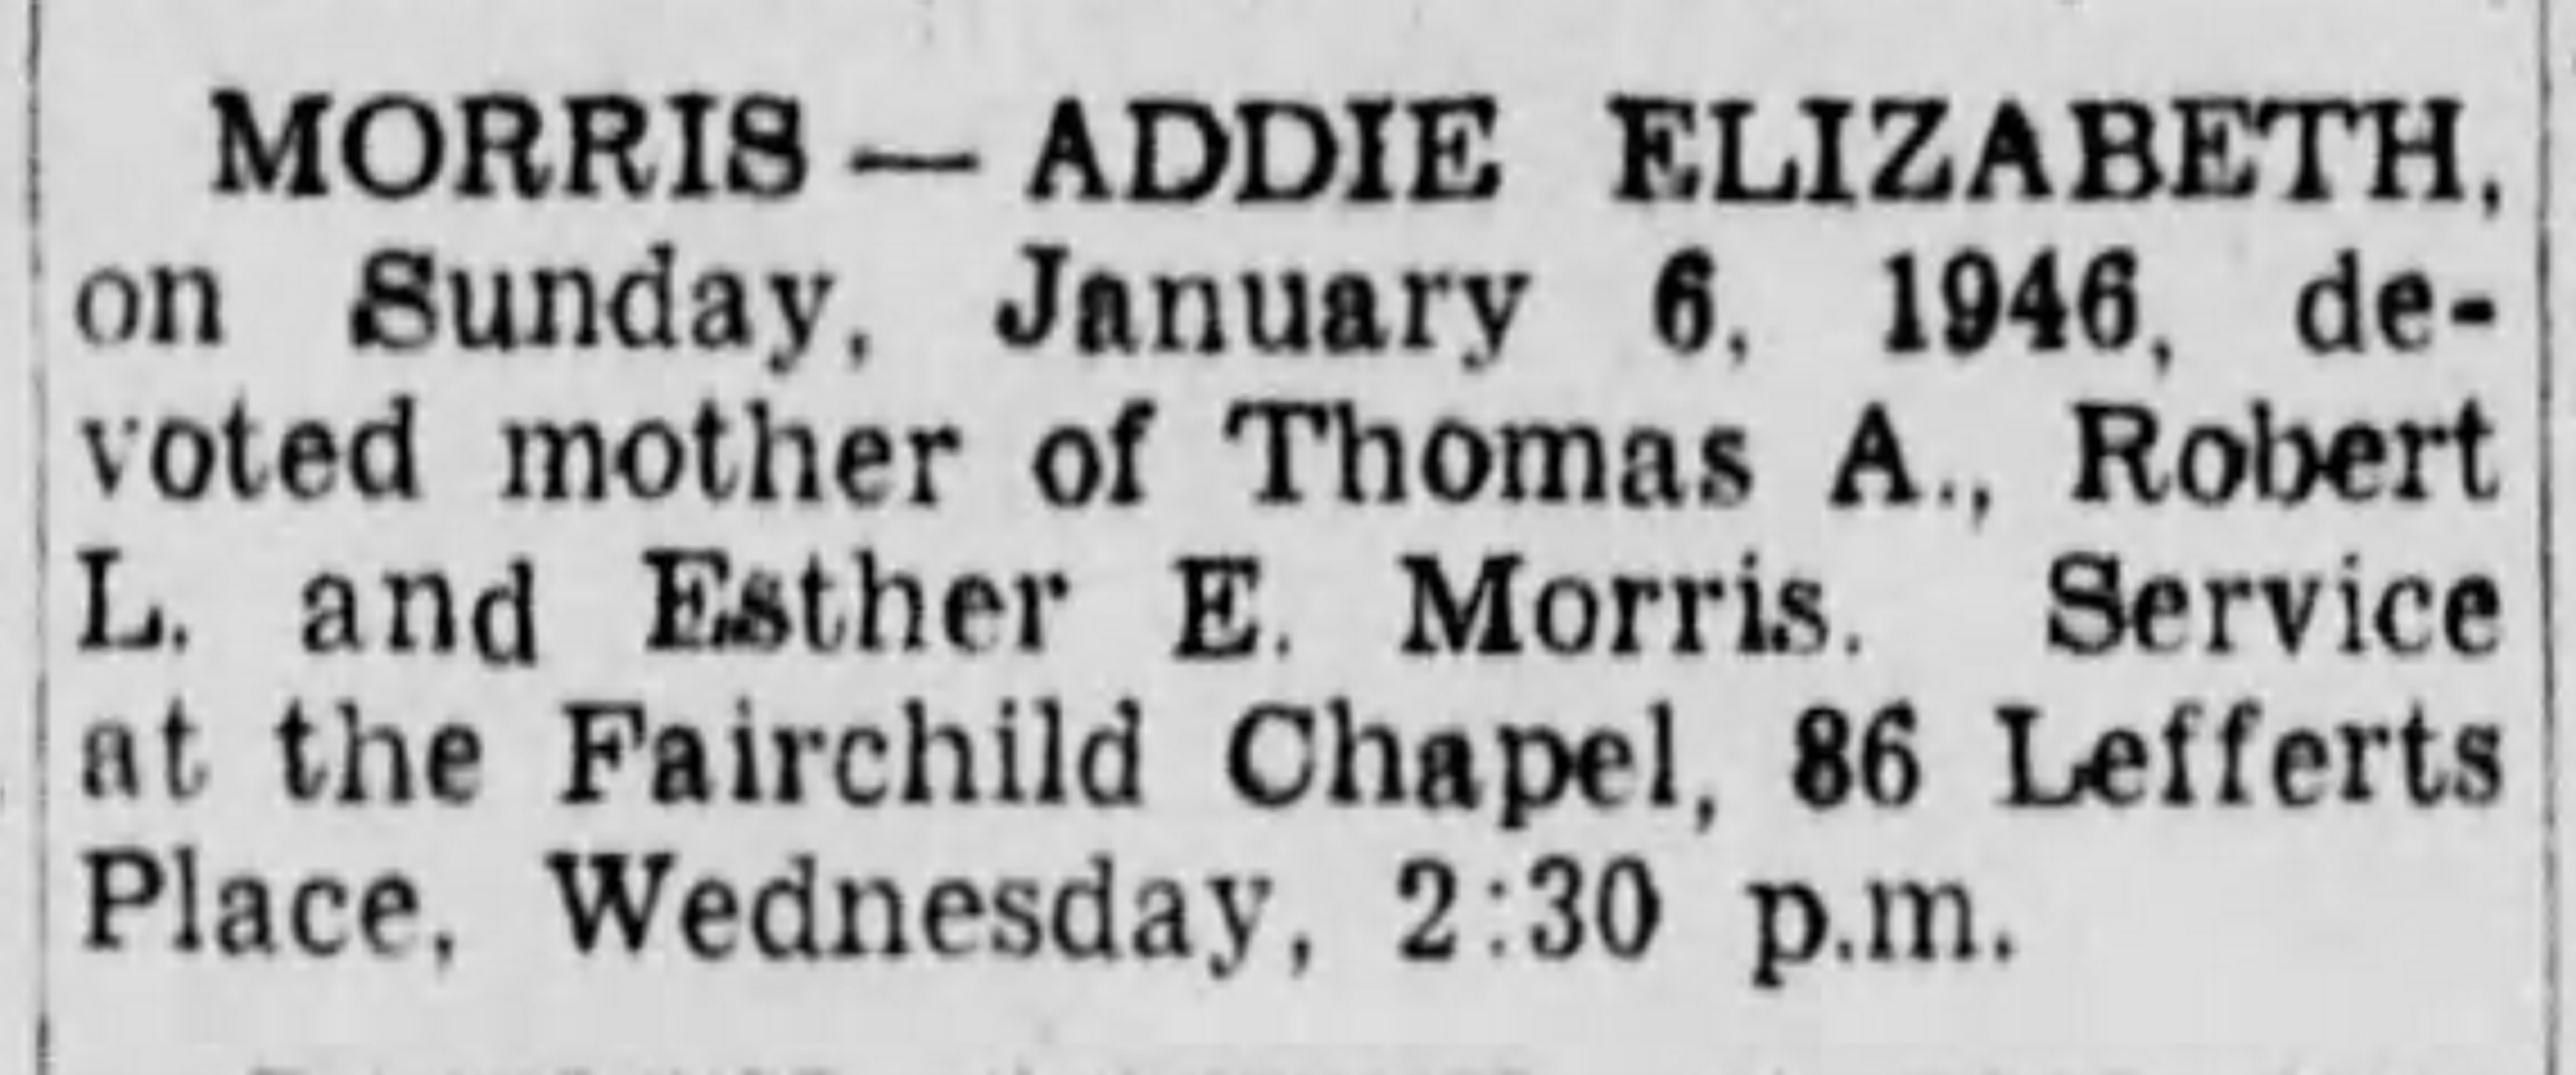 MORRIS — ADDIE ELIZABETH,
on Sunday, January 6, 1946, de-
voted mother of Thomas A., Robert
L. and Esther E. Morris. Service
at the Fairchild Chapel, 86 Lefferts
Place, Wednesday, 2:30 p.m.